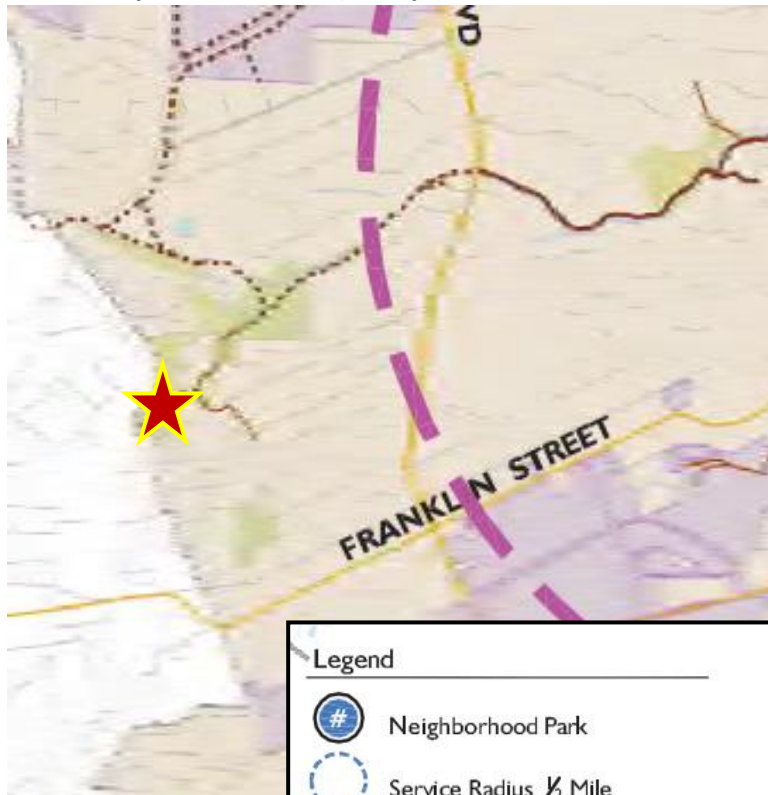 VD
FRANKLIN STREET
Legend
#
Neighborhood Park
Service Radius ½ Mile